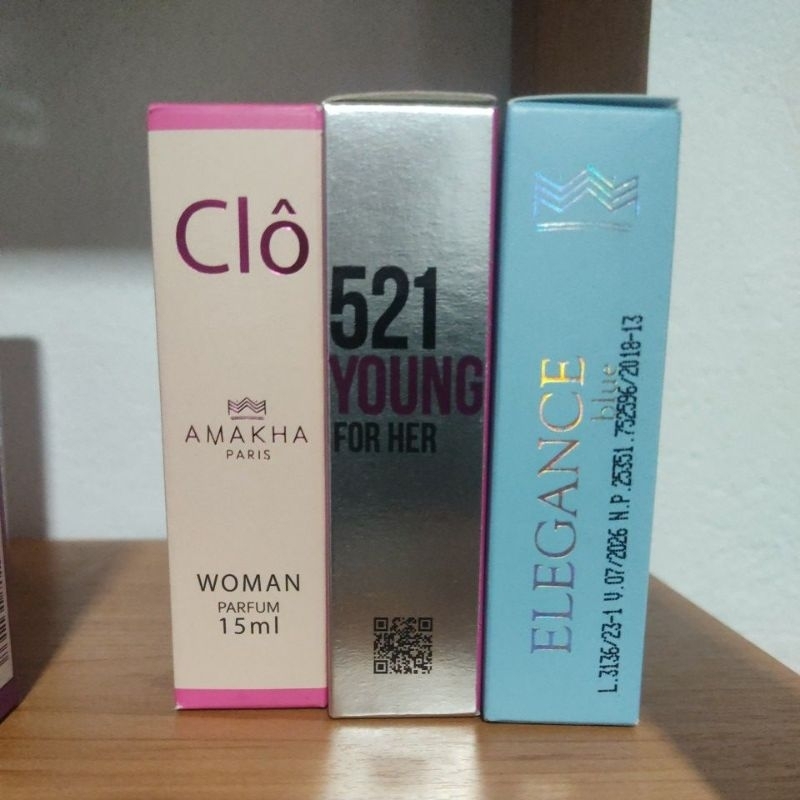 Clô
AMAKHA
PARIS
WOMAN
PARFUM
15ml
521
YOUNG
FOR HER
ELEGANCE
blue
L.3136/23-1 V.07/2026 N.P.25351.752596/2018-13